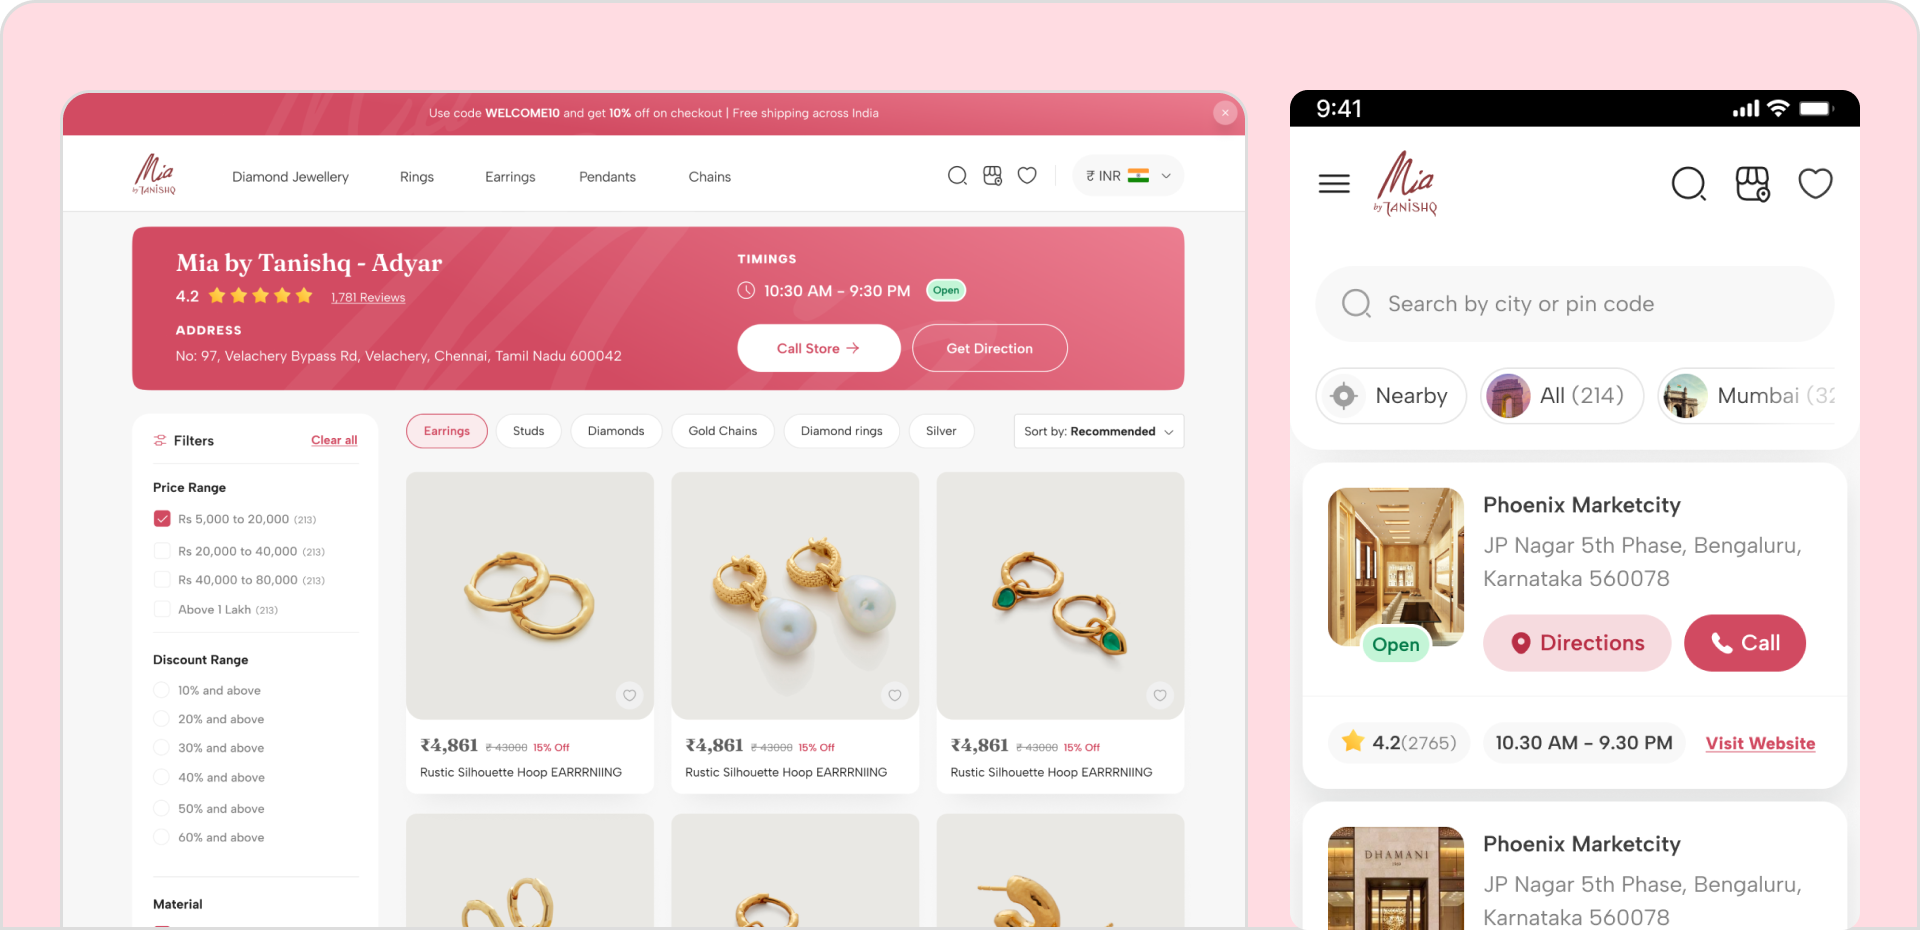 Use code WELCOME10 and get 10% off on checkout | Free shipping across India
Mia
by TANISHQ
Diamond Jewellery
Rings
Earrings
Pendants
Chains
₹ INR
Mia by Tanishq - Adyar
4.2
1,781 Reviews
ADDRESS
No: 97, Velachery Bypass Rd, Velachery, Chennai, Tamil Nadu 600042
TIMINGS
10:30 AM – 9:30 PM
Open
Call Store →
Get Direction
Filters
Clear all
Price Range
Rs 5,000 to 20,000 (213)
Rs 20,000 to 40,000 (213)
Rs 40,000 to 80,000 (213)
Above 1 Lakh (213)
Discount Range
10% and above
20% and above
30% and above
40% and above
50% and above
60% and above
Material
Earrings
Studs
Diamonds
Gold Chains
Diamond rings
Silver
Sort by: Recommended
₹4,861 ₹ 43000 15% Off
Rustic Silhouette Hoop EARRRNIING
₹4,861 ₹ 43000 15% Off
Rustic Silhouette Hoop EARRRNIING
₹4,861 ₹ 43000 15% Off
Rustic Silhouette Hoop EARRRNIING
9:41
Mia
by TANISHQ
Search by city or pin code
Nearby
All (214)
Mumbai (32
Phoenix Marketcity
JP Nagar 5th Phase, Bengaluru,
Karnataka 560078
Open
Directions
Call
4.2(2765)
10.30 AM – 9.30 PM
Visit Website
DHAMANI
Phoenix Marketcity
JP Nagar 5th Phase, Bengaluru,
Karnataka 560078